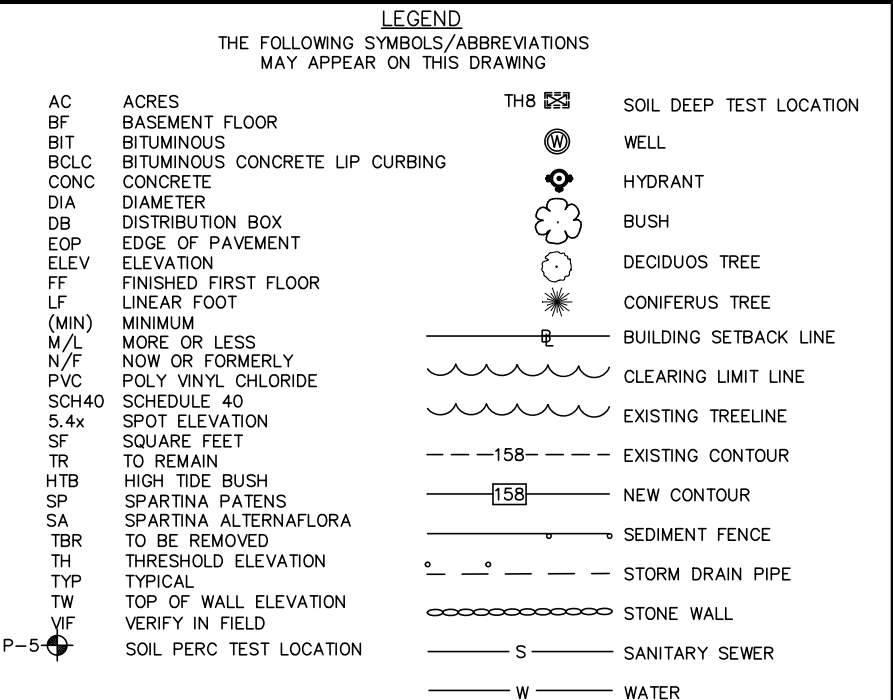 LEGEND
THE FOLLOWING SYMBOLS/ABBREVIATIONS
MAY APPEAR ON THIS DRAWING
AC ACRES
BF BASEMENT FLOOR
BIT BITUMINOUS
BCLC BITUMINOUS CONCRETE LIP CURBING
CONC CONCRETE
DIA DIAMETER
DB DISTRIBUTION BOX
EOP EDGE OF PAVEMENT
ELEV ELEVATION
FF FINISHED FIRST FLOOR
LF LINEAR FOOT
(MIN) MINIMUM
M/L MORE OR LESS
N/F NOW OR FORMERLY
PVC POLY VINYL CHLORIDE
SCH40 SCHEDULE 40
5.4x SPOT ELEVATION
SF SQUARE FEET
TR TO REMAIN
HTB HIGH TIDE BUSH
SP SPARTINA PATENS
SA SPARTINA ALTERNAFLORA
TBR TO BE REMOVED
TH THRESHOLD ELEVATION
TYP TYPICAL
TW TOP OF WALL ELEVATION
VIF VERIFY IN FIELD
P-5 SOIL PERC TEST LOCATION
TH8 SOIL DEEP TEST LOCATION
W WELL
HYDRANT
BUSH
DECIDUOS TREE
CONIFERUS TREE
BL BUILDING SETBACK LINE
CLEARING LIMIT LINE
EXISTING TREELINE
158 EXISTING CONTOUR
158 NEW CONTOUR
SEDIMENT FENCE
STORM DRAIN PIPE
STONE WALL
S SANITARY SEWER
W WATER